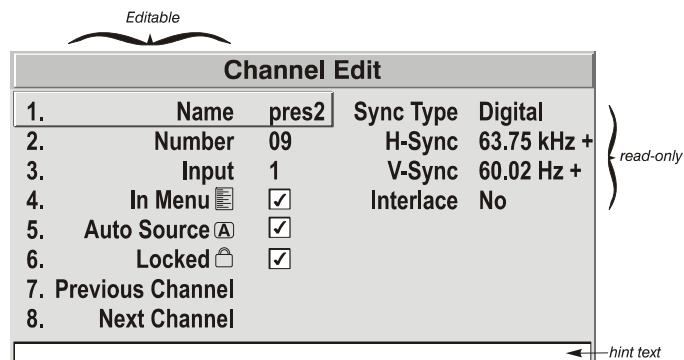 Editable
Channel Edit
1. Name pres2 Sync Type Digital
2. Number 09 H-Sync 63.75 kHz +
3. Input 1 V-Sync 60.02 Hz +
read-only
4. In Menu Interlace No
5. Auto Source A
6. Locked
7. Previous Channel
8. Next Channel
hint text